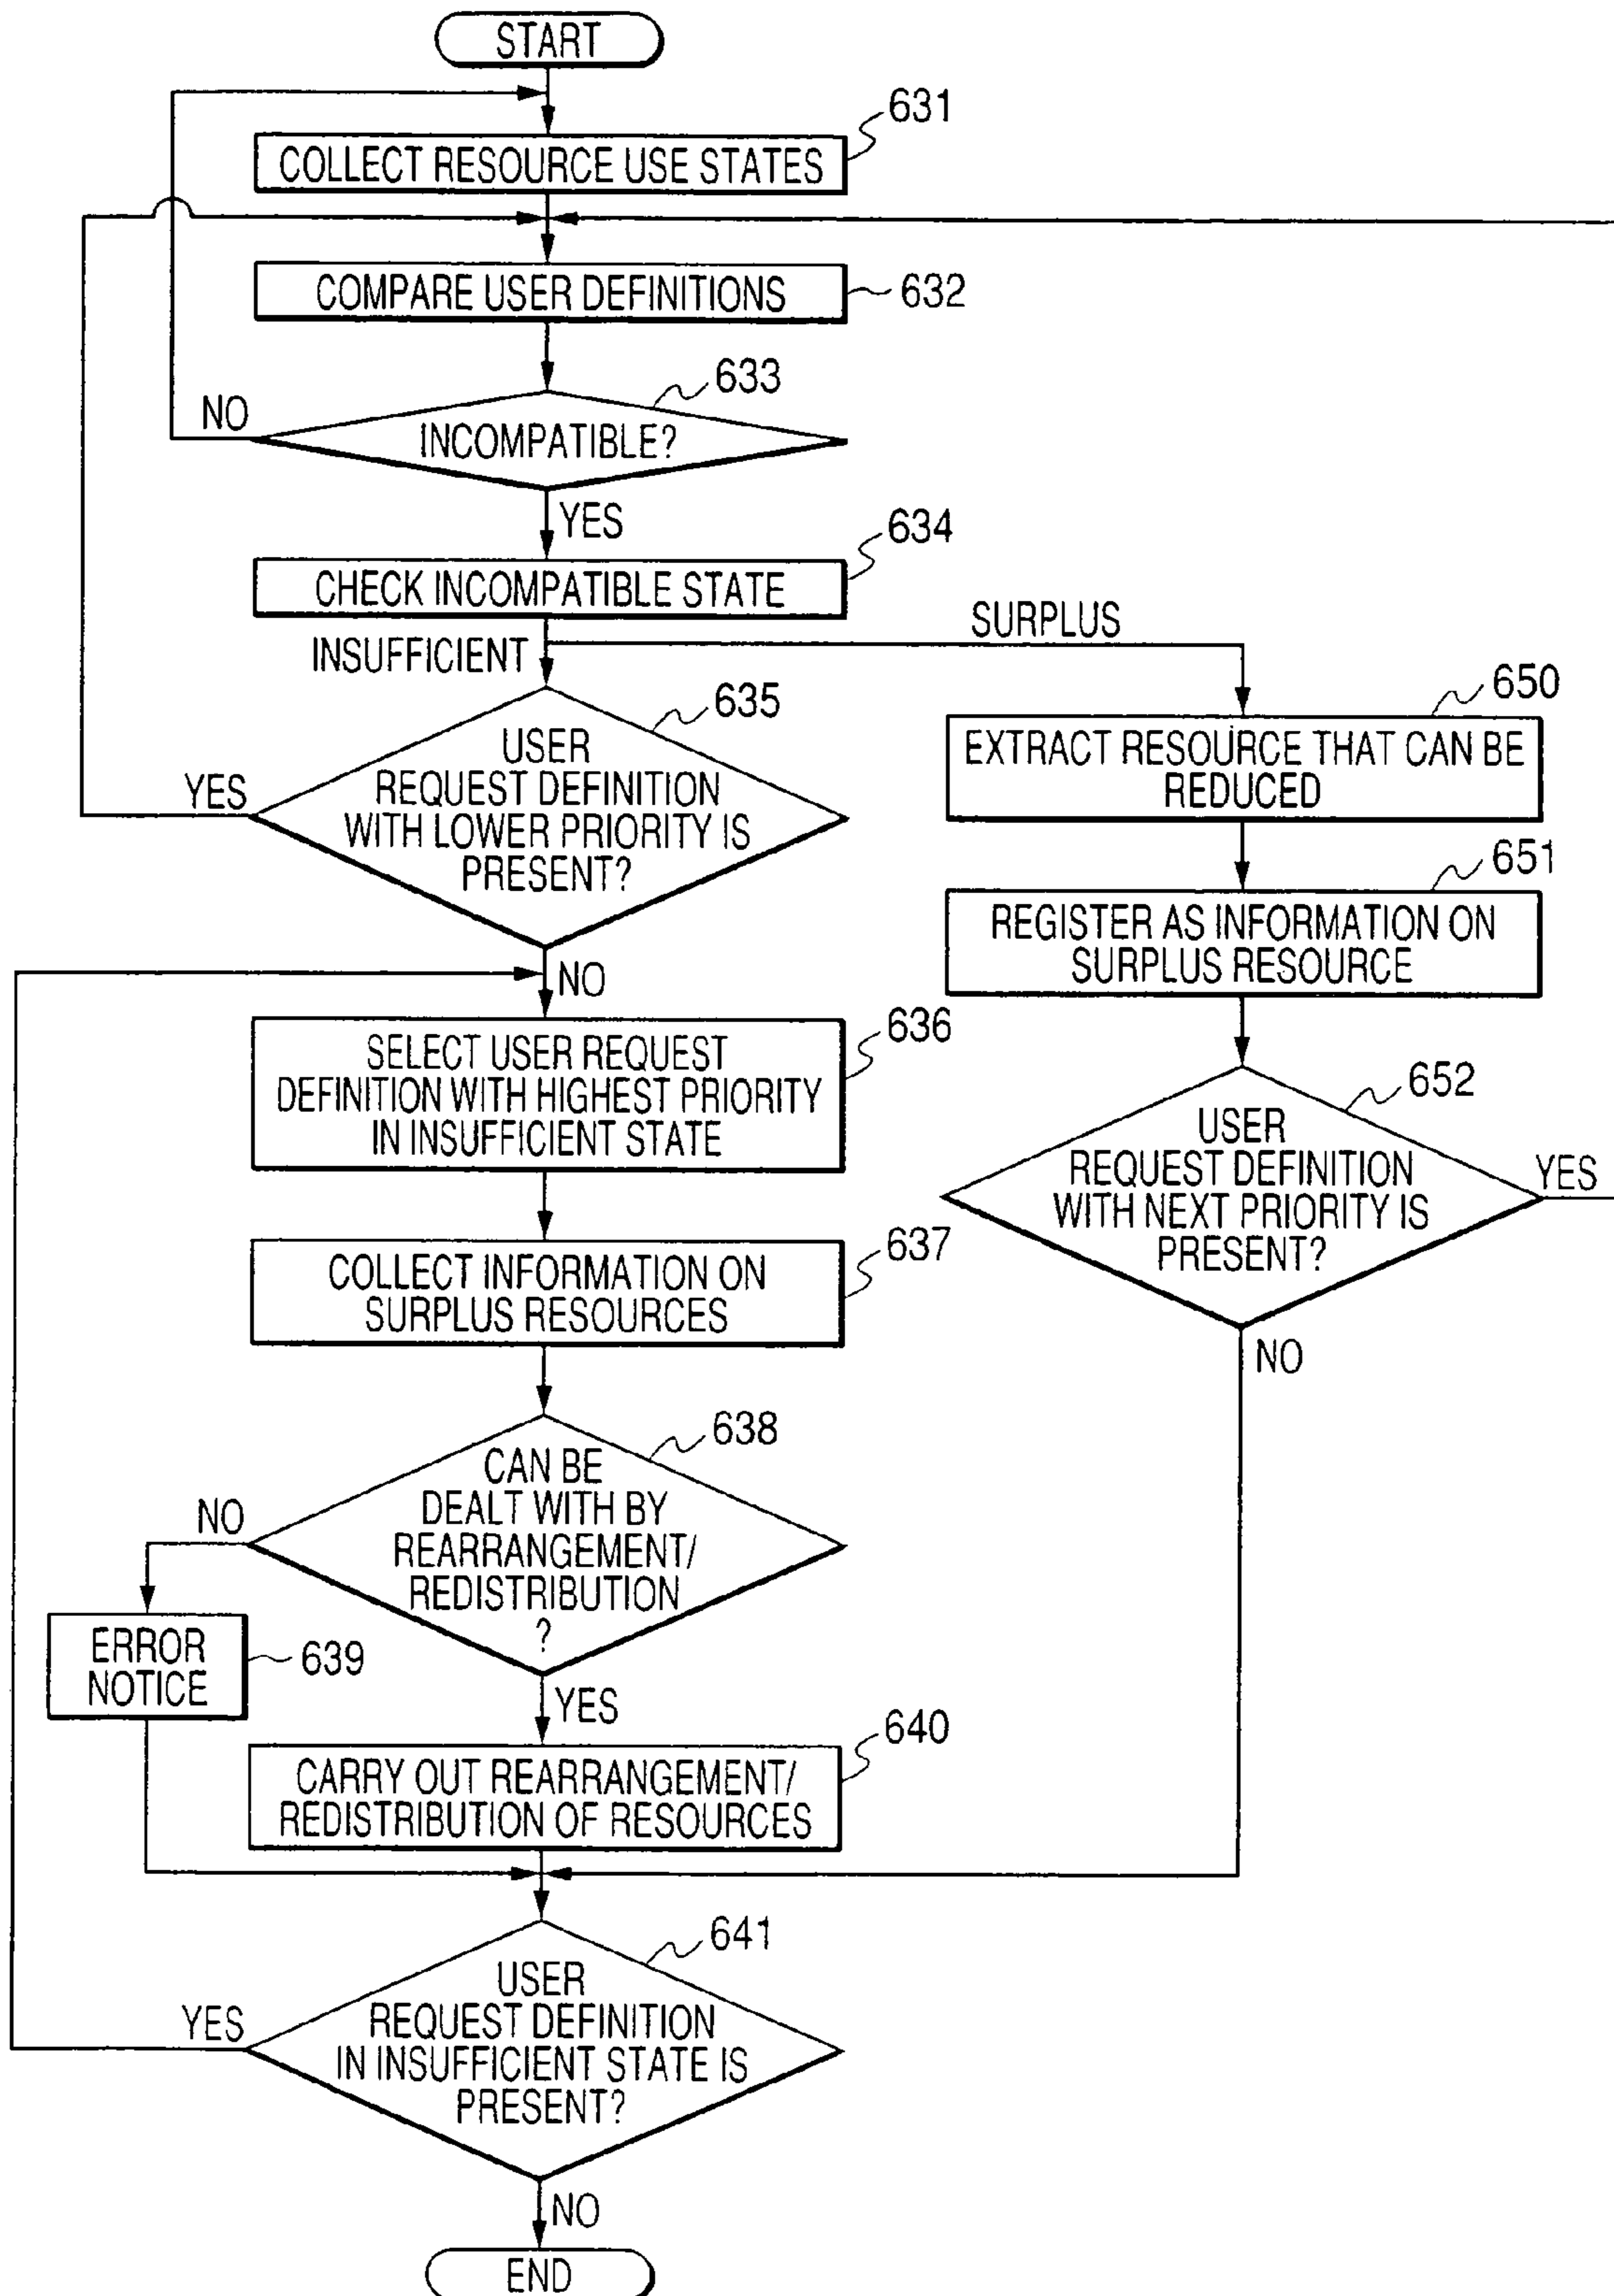 START
631
COLLECT RESOURCE USE STATES
COMPARE USER DEFINITIONS
632
633
NO
INCOMPATIBLE?
YES
634
CHECK INCOMPATIBLE STATE
SURPLUS
INSUFFICIENT
635
USER
REQUEST DEFINITION
WITH LOWER PRIORITY IS
PRESENT?
YES
NO
650
EXTRACT RESOURCE THAT CAN BE
REDUCED
651
REGISTER AS INFORMATION ON
SURPLUS RESOURCE
636
SELECT USER REQUEST
DEFINITION WITH HIGHEST PRIORITY
IN INSUFFICIENT STATE
652
USER
REQUEST DEFINITION
WITH NEXT PRIORITY IS
PRESENT?
YES
NO
637
COLLECT INFORMATION ON
SURPLUS RESOURCES
638
CAN BE
DEALT WITH BY
REARRANGEMENT/
REDISTRIBUTION
?
NO
ERROR
NOTICE
639
YES
640
CARRY OUT REARRANGEMENT/
REDISTRIBUTION OF RESOURCES
641
USER
REQUEST DEFINITION
IN INSUFFICIENT STATE IS
PRESENT?
YES
NO
END